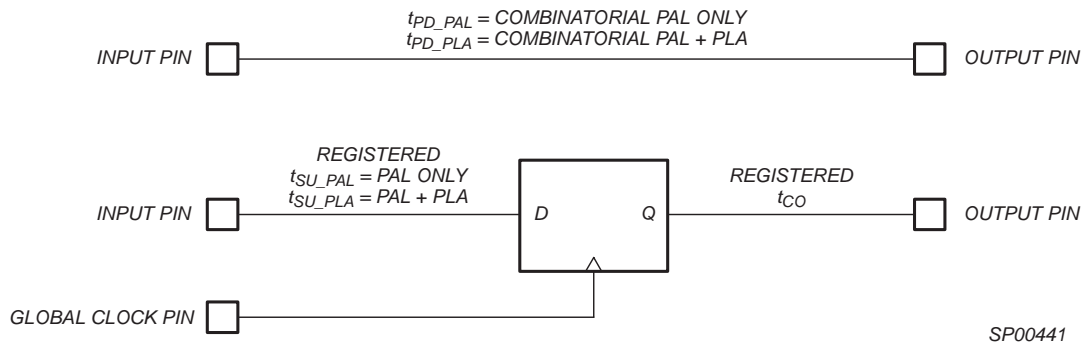 tPD_PAL = COMBINATORIAL PAL ONLY
tPD_PLA = COMBINATORIAL PAL + PLA
INPUT PIN
OUTPUT PIN
REGISTERED
tSU_PAL = PAL ONLY
tSU_PLA = PAL + PLA
REGISTERED
tCO
INPUT PIN
D
Q
OUTPUT PIN
GLOBAL CLOCK PIN
SP00441